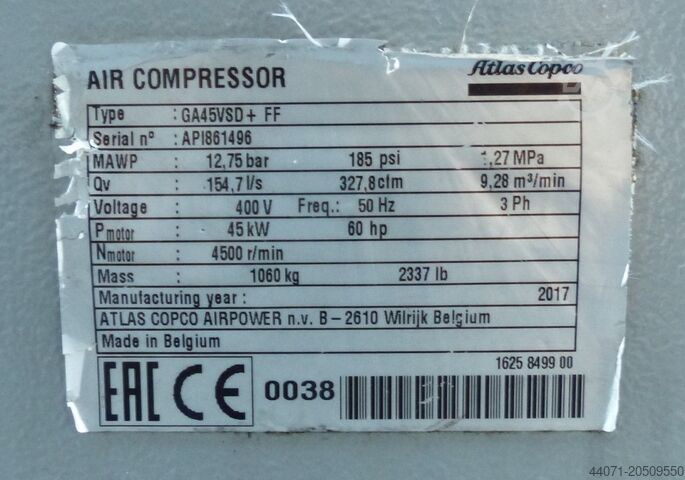 AIR COMPRESSOR
Atlas Copco
Type : GA45VSD+ FF
Serial nº : API861496
MAWP : 12,75 bar 185 psi 1,27 MPa
Qv : 154,7 l/s 327,8cfm 9,28 m³/min
Voltage : 400 V Freq.: 50 Hz 3 Ph
Pmotor : 45 kW 60 hp
Nmotor : 4500 r/min
Mass : 1060 kg 2337 lb
Manufacturing year : 2017
ATLAS COPCO AIRPOWER n.v. B-2610 Wilrijk Belgium
Made in Belgium
1625 8499 00
EAC CE 0038
44071-20509550